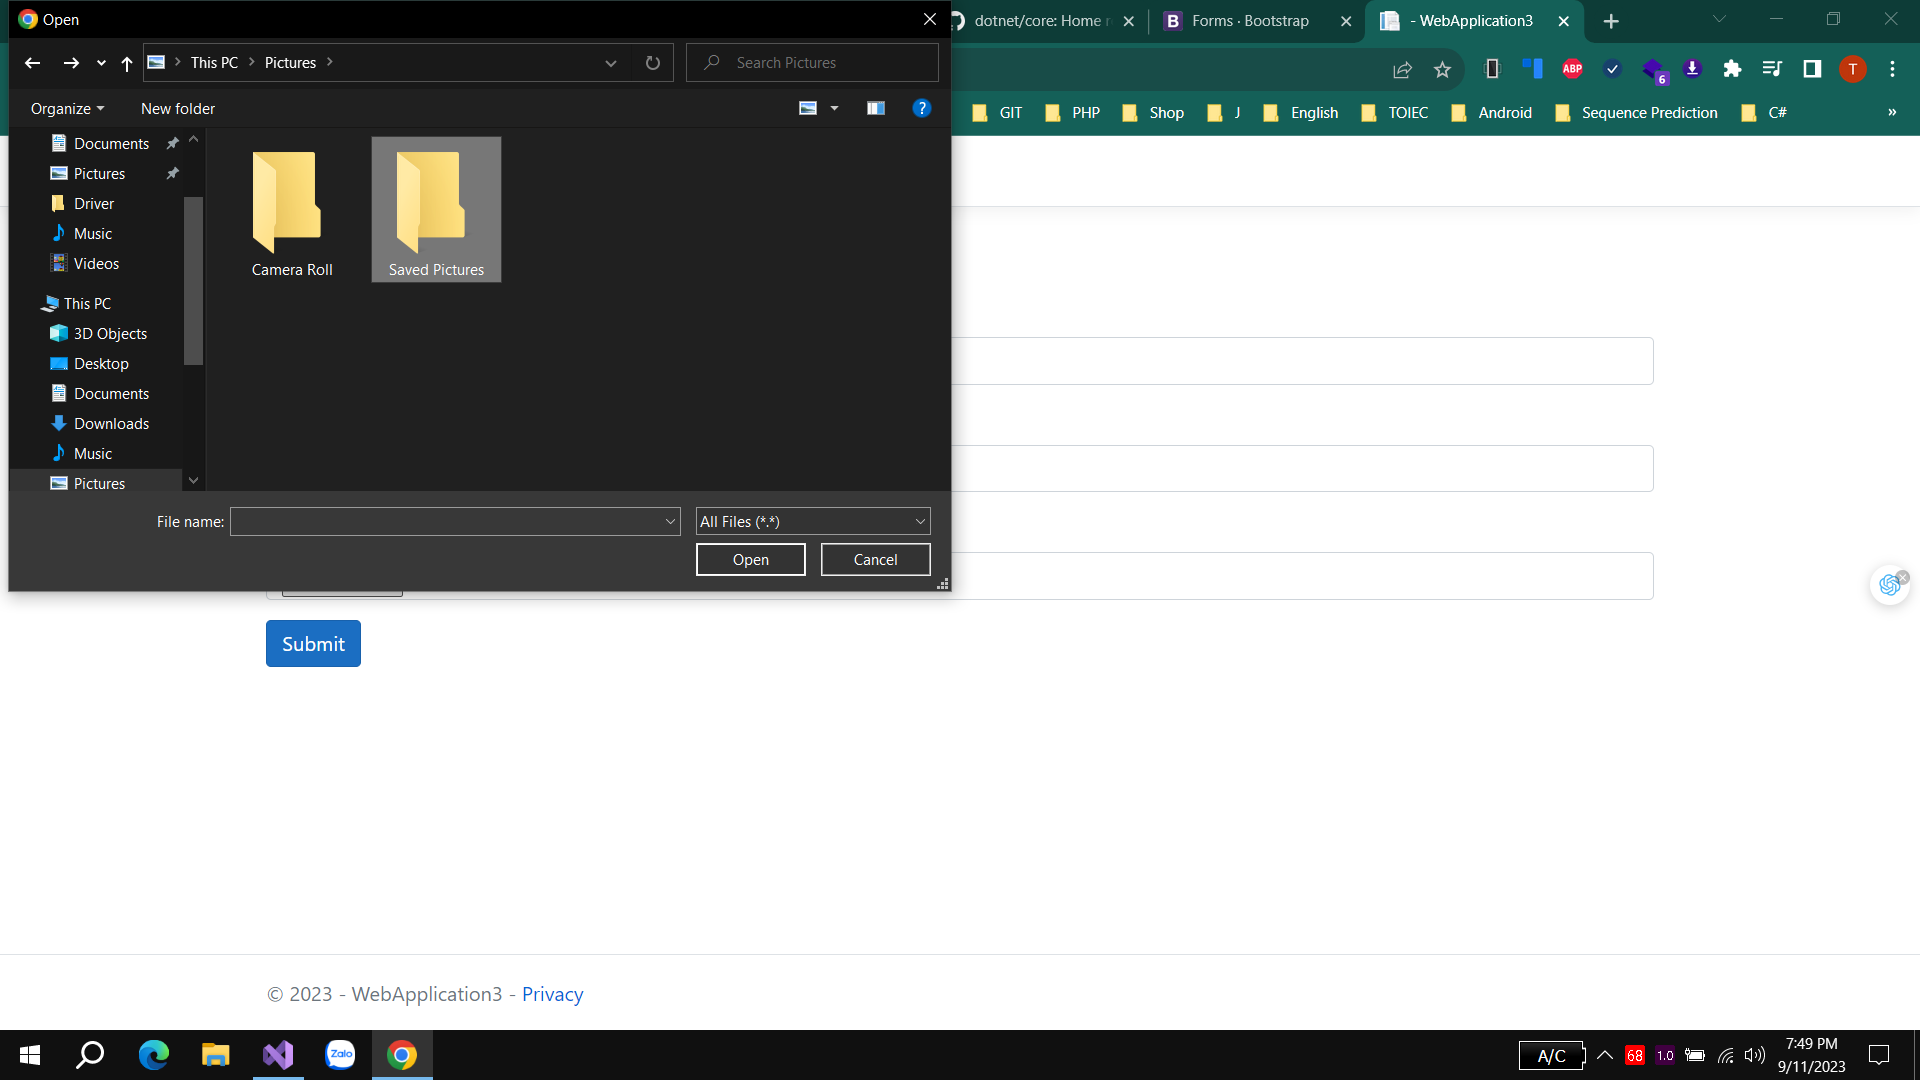 Open
dotnet/core: Home r
Forms · Bootstrap
- WebApplication3
This PC
Pictures
Search Pictures
ABP
6
T
Organize
New folder
?
GIT
PHP
Shop
J
English
TOIEC
Android
Sequence Prediction
C#
»
Documents
Pictures
Driver
Music
Videos
This PC
3D Objects
Desktop
Documents
Downloads
Music
Pictures
Camera Roll
Saved Pictures
File name:
All Files (*.*)
Open
Cancel
Submit
© 2023 - WebApplication3 - Privacy
Zalo
A/C
68
1.0
7:49 PM
9/11/2023